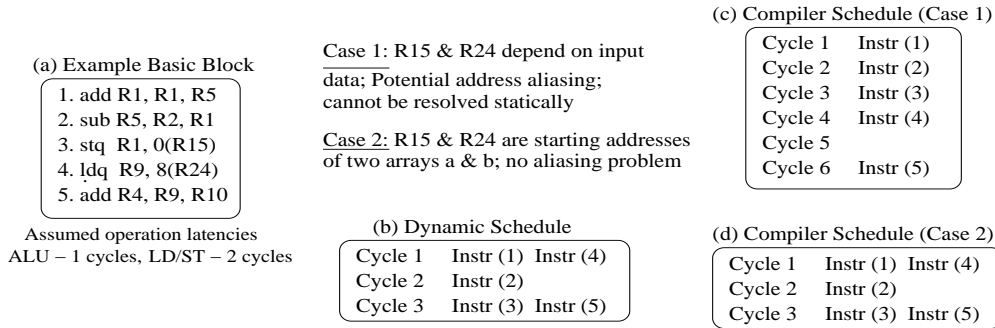 (a) Example Basic Block
1. add R1, R1, R5
2. sub R5, R2, R1
3. stq R1, 0(R15)
4. ldq R9, 8(R24)
5. add R4, R9, R10
Assumed operation latencies
ALU – 1 cycles, LD/ST – 2 cycles
Case 1: R15 & R24 depend on input
data; Potential address aliasing;
cannot be resolved statically
Case 2: R15 & R24 are starting addresses
of two arrays a & b; no aliasing problem
(b) Dynamic Schedule
Cycle 1 Instr (1) Instr (4)
Cycle 2 Instr (2)
Cycle 3 Instr (3) Instr (5)
(c) Compiler Schedule (Case 1)
Cycle 1 Instr (1)
Cycle 2 Instr (2)
Cycle 3 Instr (3)
Cycle 4 Instr (4)
Cycle 5
Cycle 6 Instr (5)
(d) Compiler Schedule (Case 2)
Cycle 1 Instr (1) Instr (4)
Cycle 2 Instr (2)
Cycle 3 Instr (3) Instr (5)